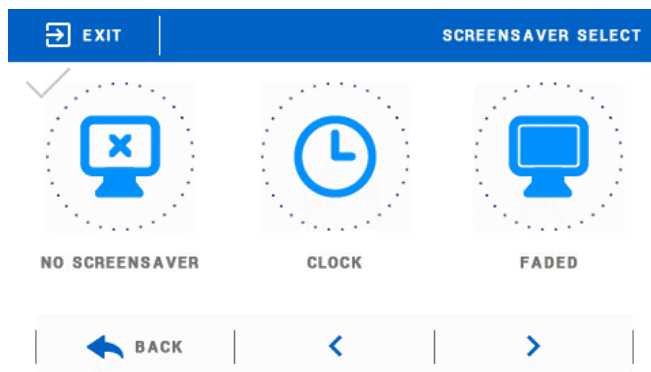 EXIT
SCREENSAVER SELECT
NO SCREENSAVER
CLOCK
FADED
BACK